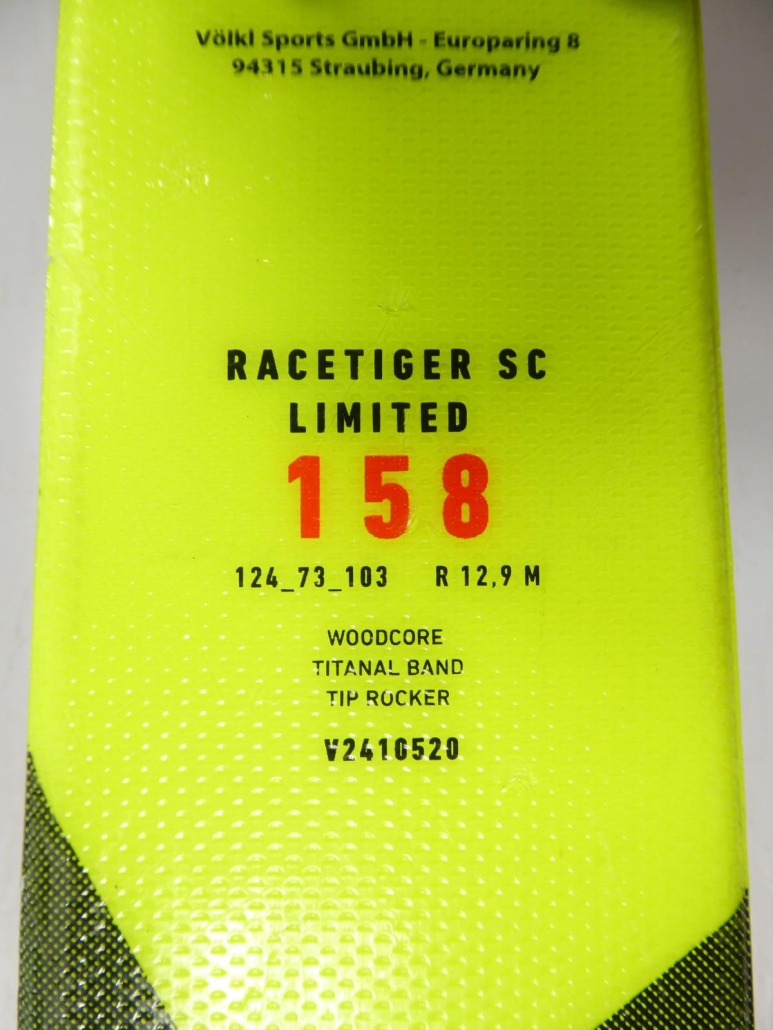 Völkl Sports GmbH - Europaring 8
94315 Straubing, Germany
RACETIGER SC
LIMITED
158
124_73_103 R 12,9 M
WOODCORE
TITANAL BAND
TIP ROCKER
V2410520